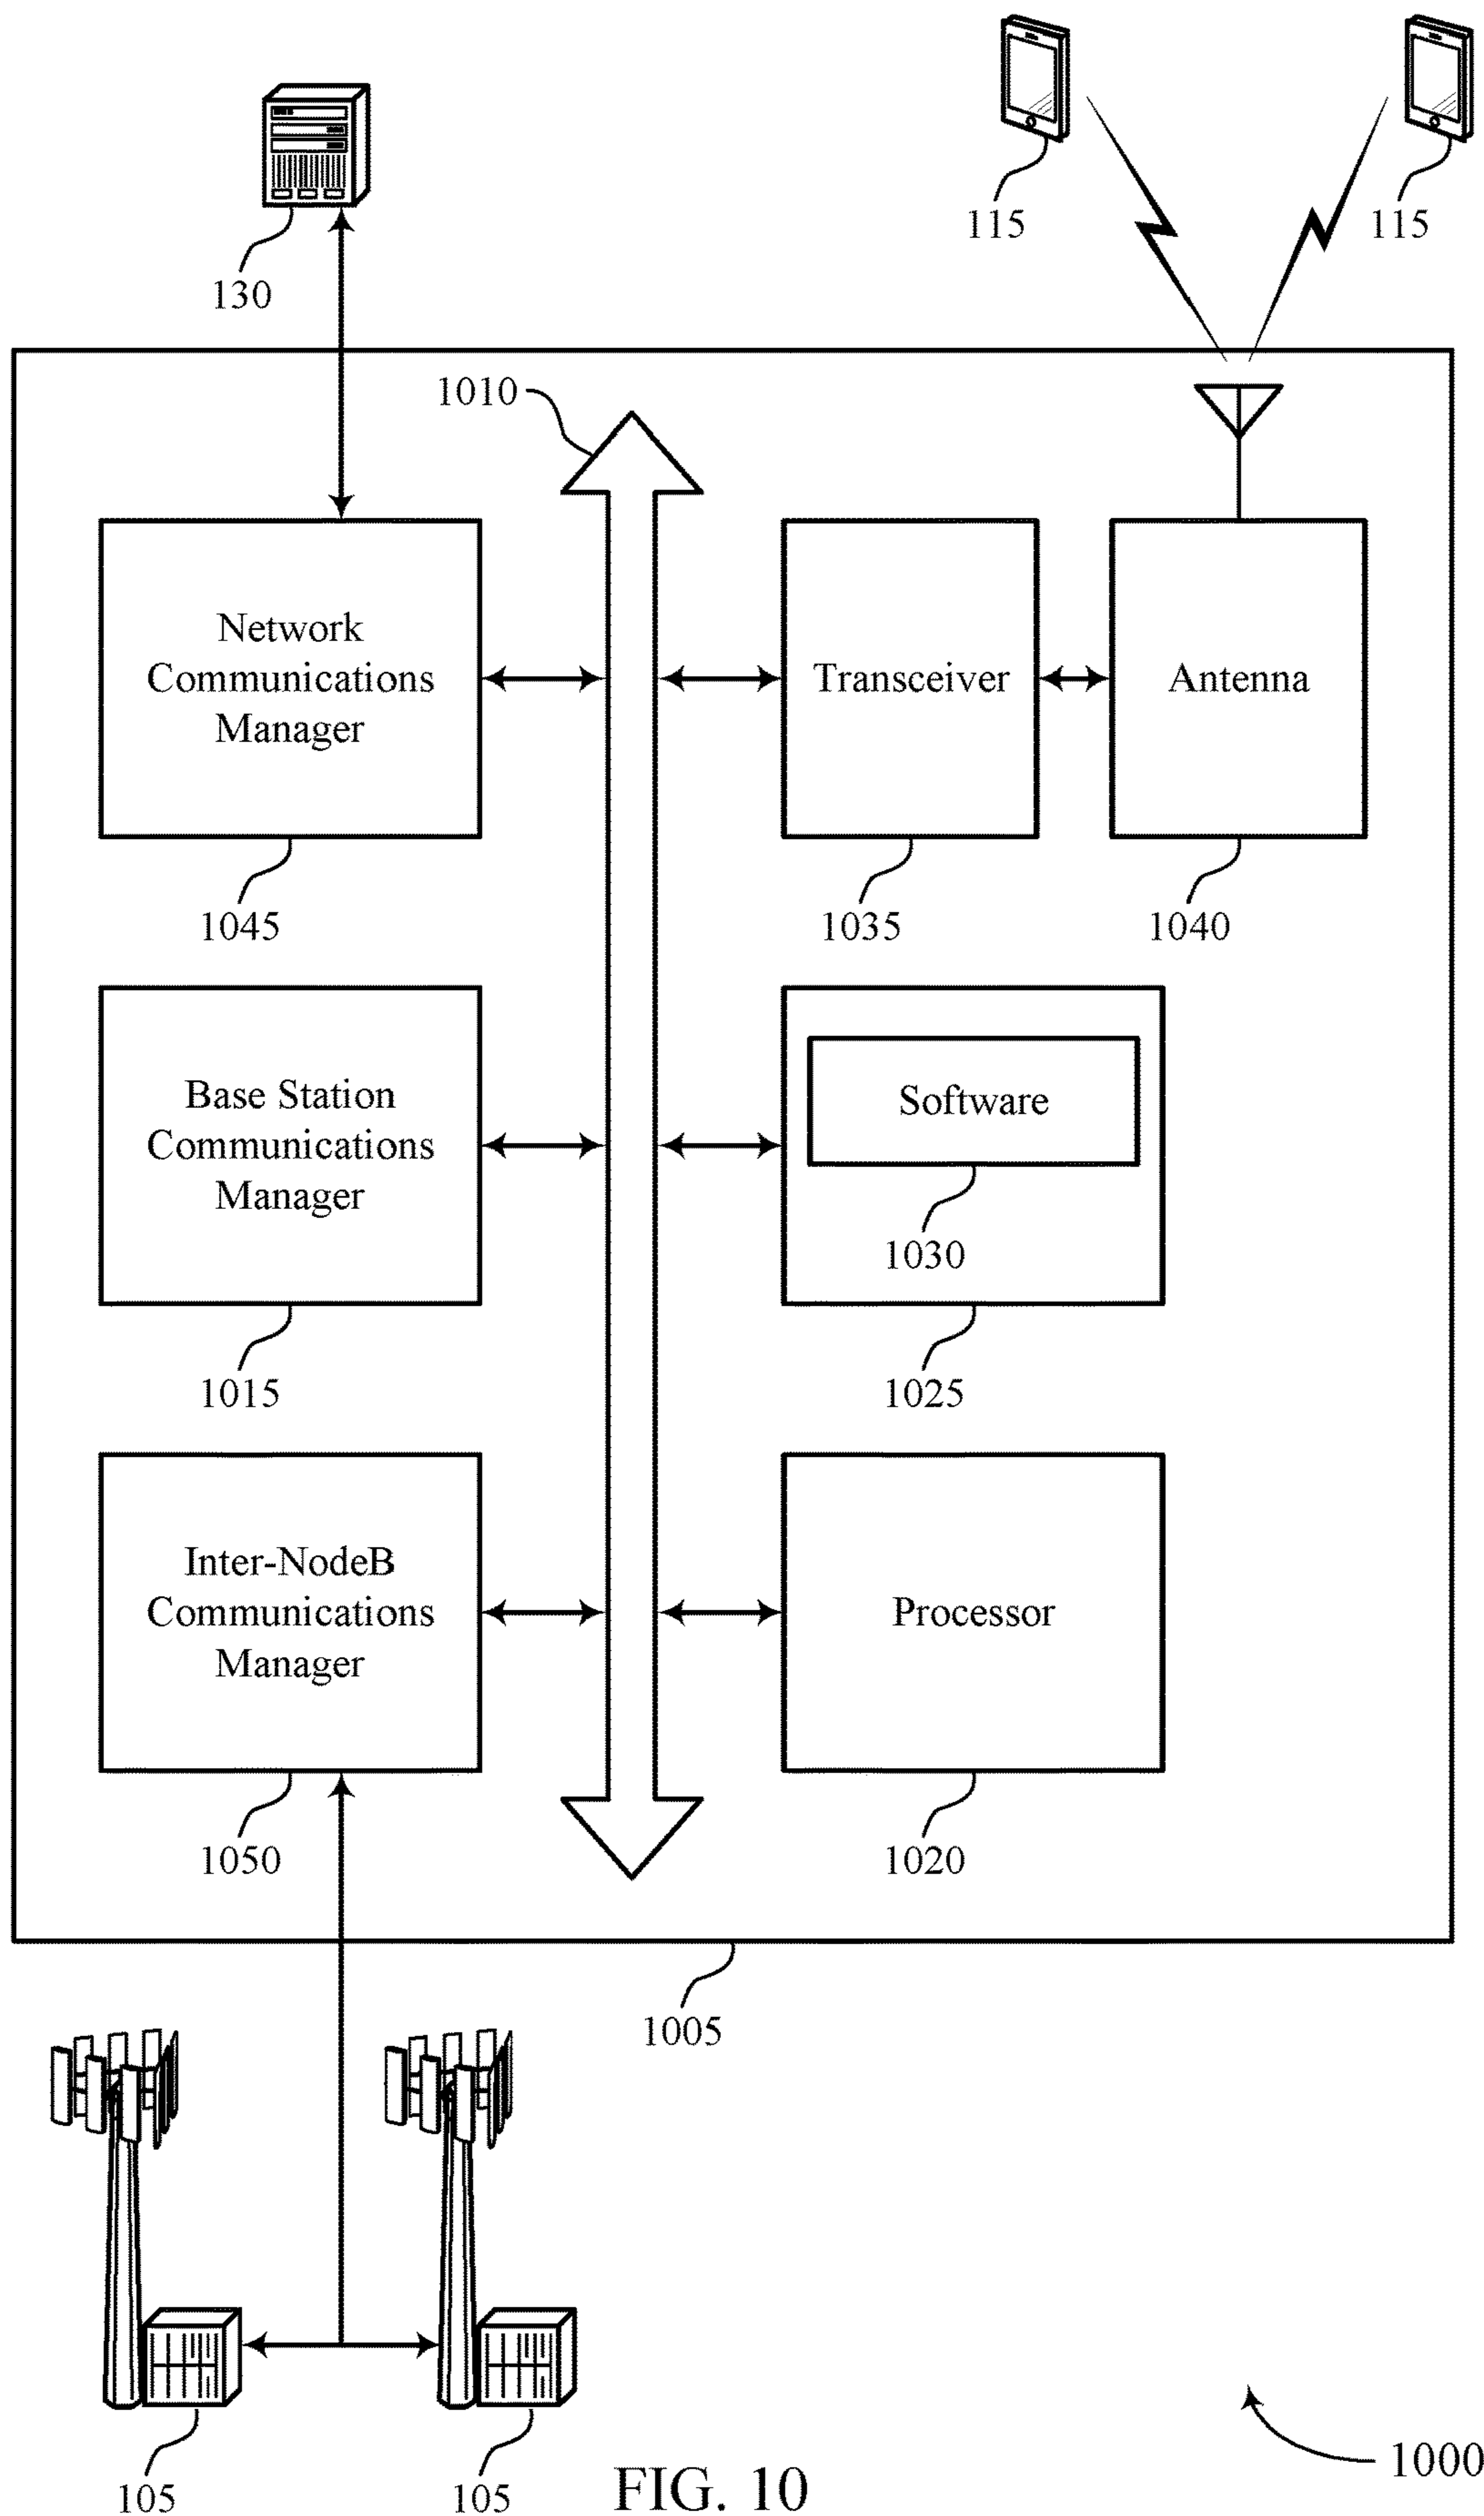 115
115
130
1010
Network
Communications
Manager
Transceiver
Antenna
1045
1035
1040
Base Station
Communications
Manager
Software
1030
1015
1025
Inter-NodeB
Communications
Manager
Processor
1050
1020
1005
105
105
FIG. 10
1000